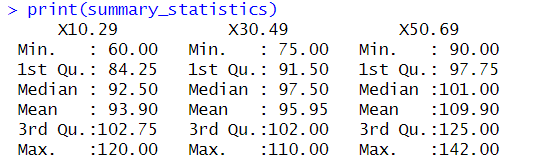 > print(summary_statistics)
X10.29 X30.49 X50.69
Min. : 60.00 Min. : 75.00 Min. : 90.00
1st Qu.: 84.25 1st Qu.: 91.50 1st Qu.: 97.75
Median : 92.50 Median : 97.50 Median :101.00
Mean : 93.90 Mean : 95.95 Mean :109.90
3rd Qu.:102.75 3rd Qu.:102.00 3rd Qu.:125.00
Max. :120.00 Max. :110.00 Max. :142.00